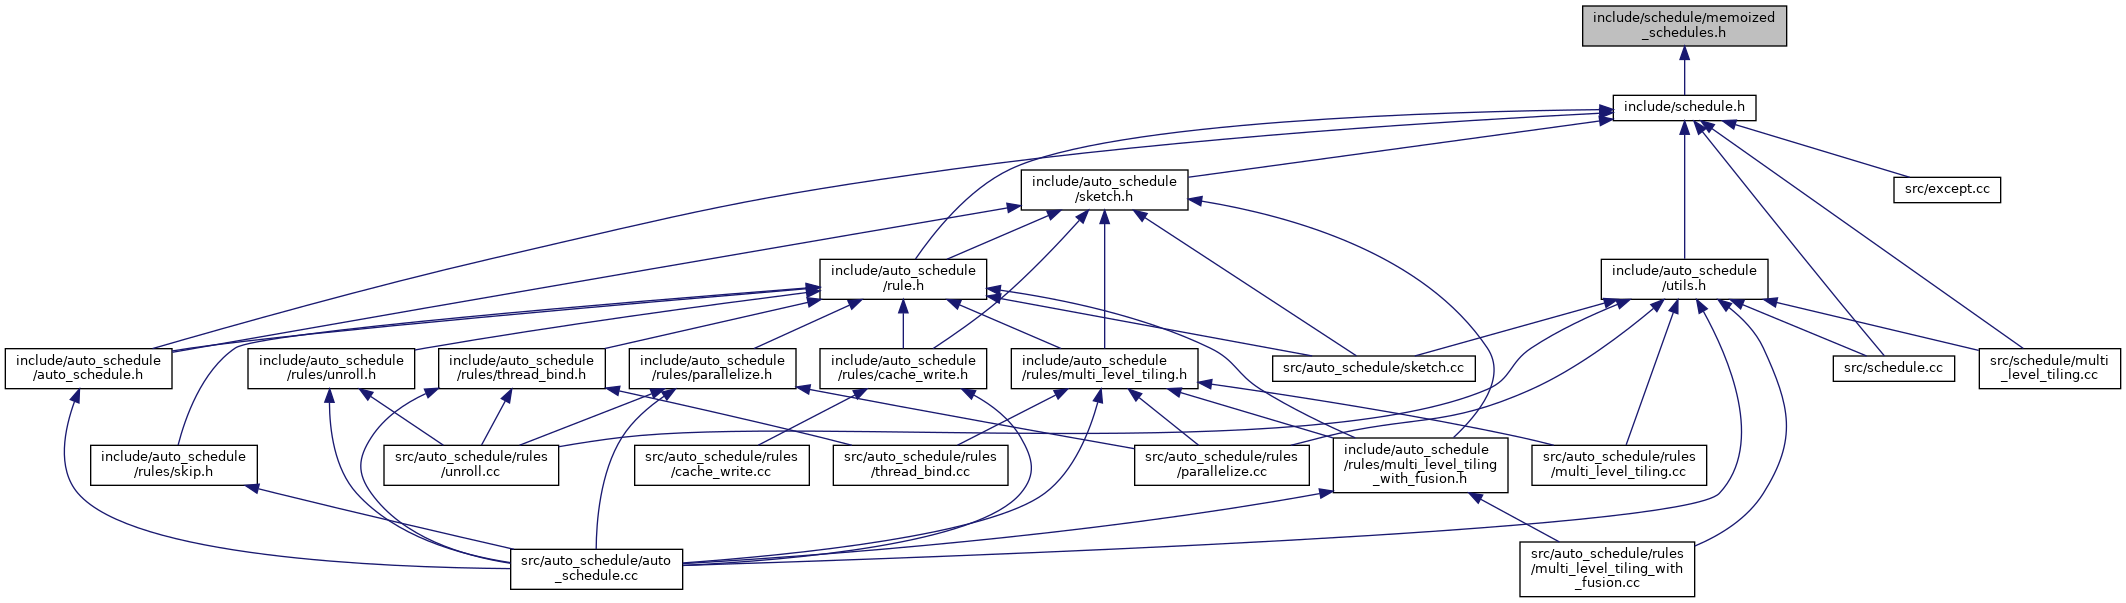 include/schedule/memoized
_schedules.h
include/schedule.h
include/auto_schedule
/sketch.h
src/except.cc
include/auto_schedule
/rule.h
include/auto_schedule
/utils.h
include/auto_schedule
/auto_schedule.h
include/auto_schedule
/rules/unroll.h
include/auto_schedule
/rules/thread_bind.h
include/auto_schedule
/rules/parallelize.h
include/auto_schedule
/rules/cache_write.h
include/auto_schedule
/rules/multi_level_tiling.h
src/auto_schedule/sketch.cc
src/schedule.cc
src/schedule/multi
_level_tiling.cc
include/auto_schedule
/rules/skip.h
src/auto_schedule/rules
/unroll.cc
src/auto_schedule/rules
/cache_write.cc
src/auto_schedule/rules
/thread_bind.cc
src/auto_schedule/rules
/parallelize.cc
include/auto_schedule
/rules/multi_level_tiling
_with_fusion.h
src/auto_schedule/rules
/multi_level_tiling.cc
src/auto_schedule/auto
_schedule.cc
src/auto_schedule/rules
/multi_level_tiling_with
_fusion.cc